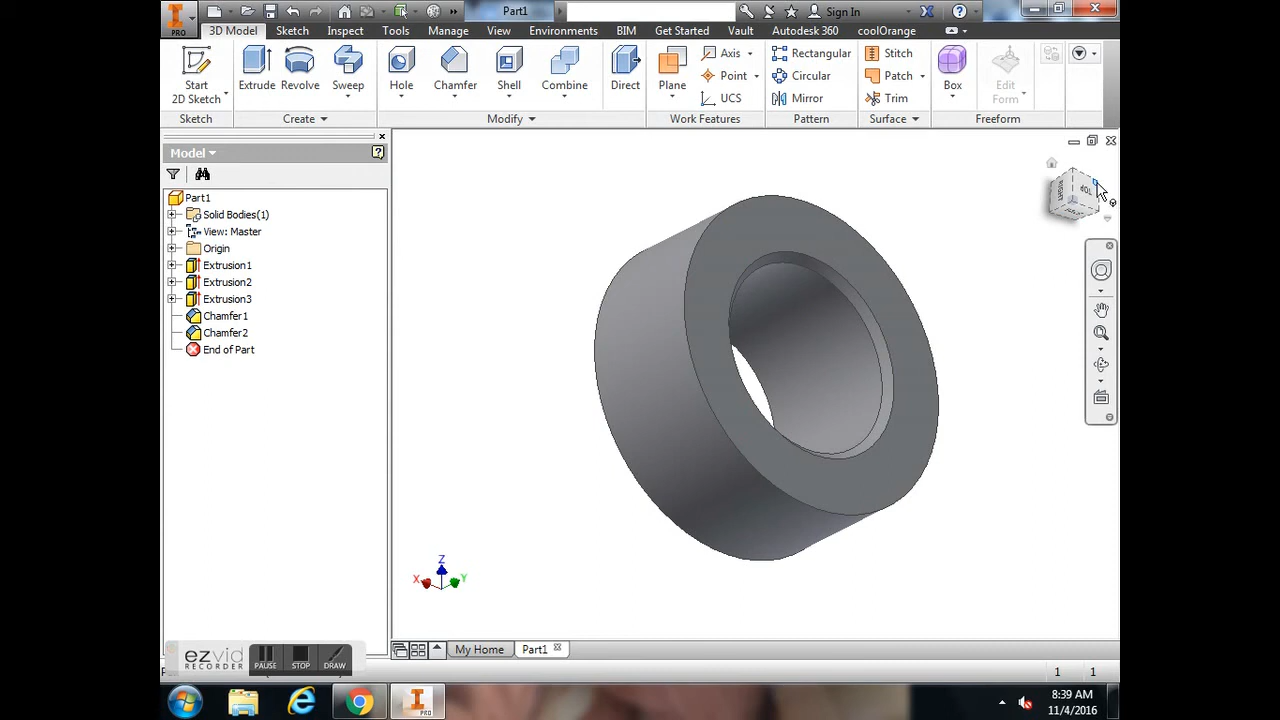 PRO
Part1
Sign In
3D Model Sketch Inspect Tools Manage View Environments BIM Get Started Vault Autodesk 360 coolOrange
Start
2D Sketch
Extrude Revolve Sweep
Hole Chamfer Shell Combine
Direct
Plane
Axis
Point
UCS
Rectangular
Circular
Mirror
Stitch
Patch
Trim
Box
Edit
Form
Sketch Create Modify Work Features Pattern Surface Freeform
Model
Part1
Solid Bodies(1)
View: Master
Origin
Extrusion1
Extrusion2
Extrusion3
Chamfer1
Chamfer2
End of Part
RIGHT
TOP
Z
X
Y
ezvid
RECORDER
PAUSE STOP DRAW
My Home Part1
1 1
PRO
8:39 AM
11/4/2016